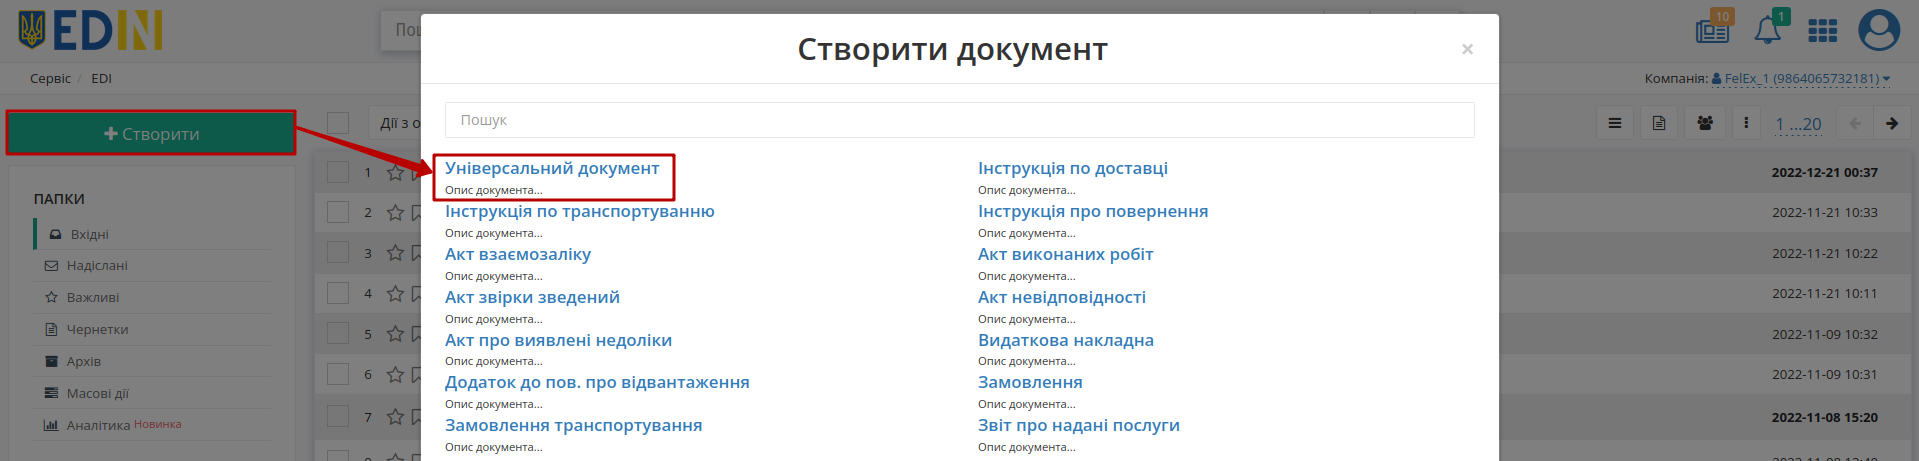 EDIN
10
1
Сервіс / EDI
Компанія: FelEx_1 (9864065732181)
Створити
Дії з о
1 ...20
ПАПКИ
Вхідні
Надіслані
Важливі
Чернетки
Архів
Масові дії
Аналітика Новинка
1
2
3
4
5
6
7
Створити документ
×
Пошук
Універсальний документ
Опис документа...
Інструкція по доставці
Опис документа...
Інструкція по транспортуванню
Опис документа...
Інструкція про повернення
Опис документа...
Акт взаємозаліку
Опис документа...
Акт виконаних робіт
Опис документа...
Акт звірки зведений
Опис документа...
Акт невідповідності
Опис документа...
Акт про виявлені недоліки
Опис документа...
Видаткова накладна
Опис документа...
Додаток до пов. про відвантаження
Опис документа...
Замовлення
Опис документа...
Замовлення транспортування
Опис документа...
Звіт про надані послуги
Опис документа...
2022-12-21 00:37
2022-11-21 10:33
2022-11-21 10:22
2022-11-21 10:11
2022-11-09 10:32
2022-11-09 10:31
2022-11-08 15:20